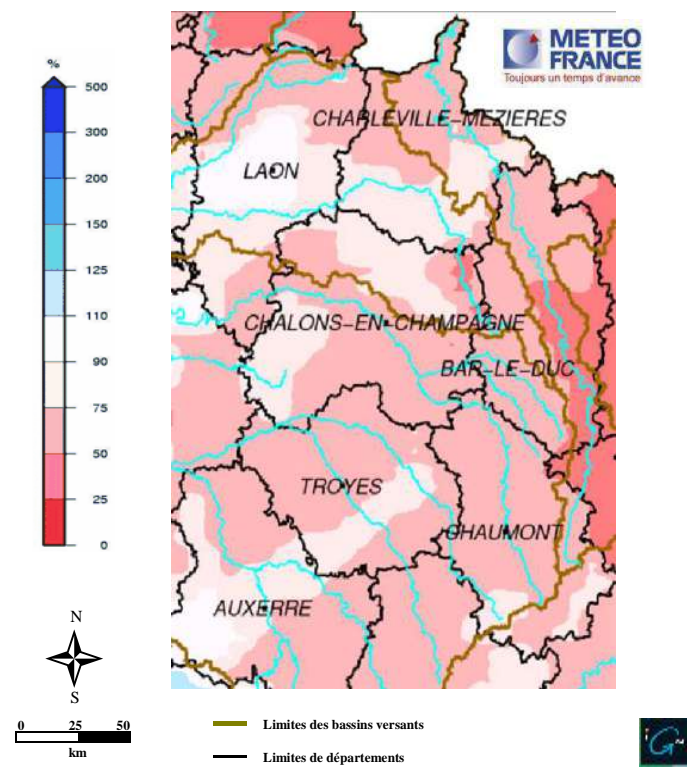 METEO
FRANCE
Toujours un temps d'avance
%
500
300
200
150
125
110
90
75
50
25
0
CHARLEVILLE-MEZIERES
LAON
CHALONS-EN-CHAMPAGNE
BAR-LE-DUC
TROYES
CHAUMONT
AUXERRE
N
S
0 25 50
km
Limites des bassins versants
Limites de départements